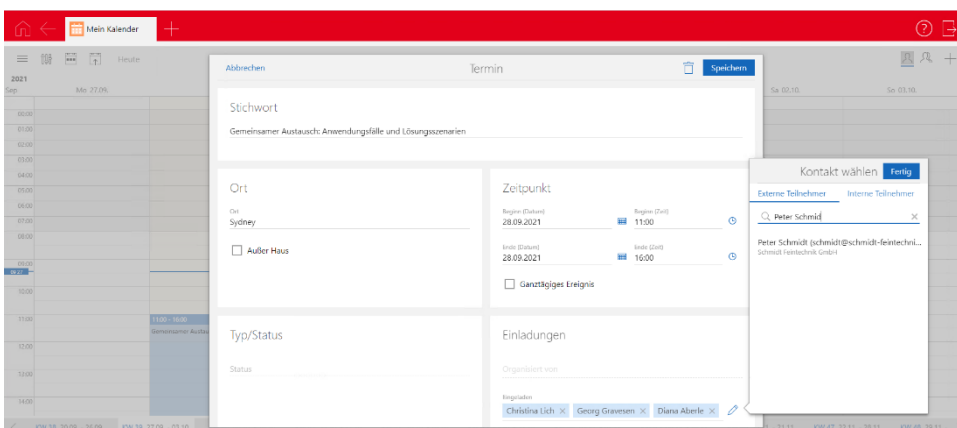 Mein Kalender
Heute
2021
Sep
Mo 27.09.
Sa 02.10.
So 03.10.
Abbrechen
Termin
Speichern
Stichwort
Gemeinsamer Austausch: Anwendungsfälle und Lösungsszenarien
Ort
Ort
Sydney
Außer Haus
Zeitpunkt
Beginn (Datum)
28.09.2021
Beginn (Zeit)
11:00
Ende (Datum)
28.09.2021
Ende (Zeit)
16:00
Ganztägiges Ereignis
Typ/Status
Status
Einladungen
Organisiert von
Eingeladen
Christina Lich
Georg Gravesen
Diana Aberle
Kontakt wählen
Fertig
Externe Teilnehmer
Interne Teilnehmer
Peter Schmid
Peter Schmidt (schmidt@schmidt-feintechni...
Schmidt Feintechnik GmbH
00:00
01:00
02:00
03:00
04:00
05:00
06:00
07:00
08:00
09:00
09:37
10:00
11:00
12:00
13:00
14:00
11:00 - 16:00
Gemeinsamer Austau